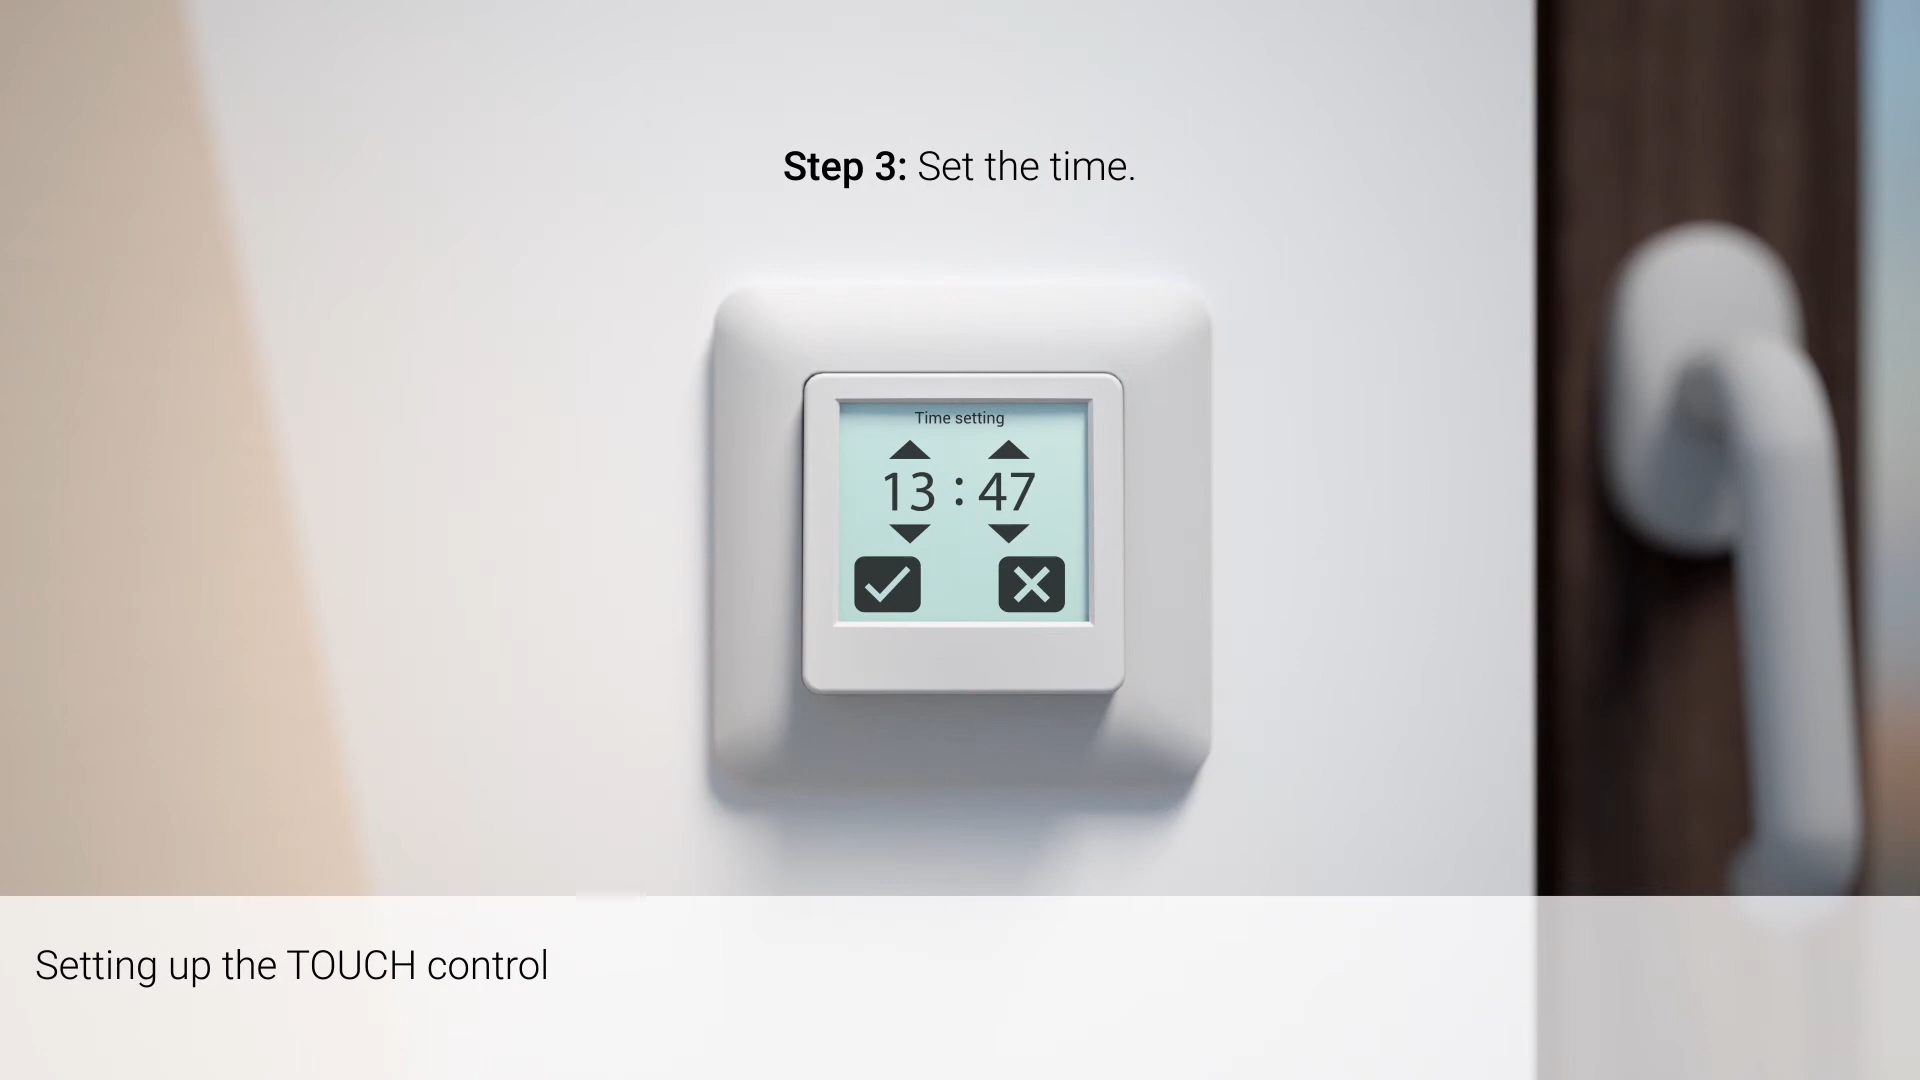 Step 3: Set the time.
Time setting
13 : 47
Setting up the TOUCH control